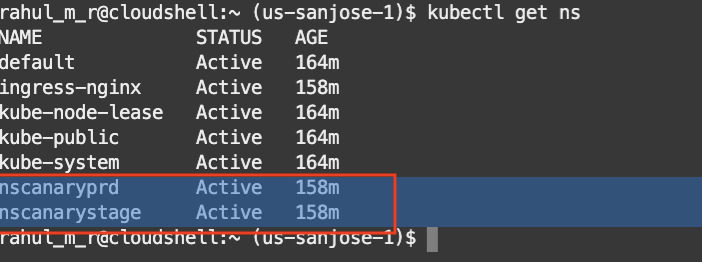 rahul_m_r@cloudshell:~ (us-sanjose-1)$ kubectl get ns
NAME STATUS AGE
default Active 164m
ingress-nginx Active 158m
kube-node-lease Active 164m
kube-public Active 164m
kube-system Active 164m
nscanaryprd Active 158m
nscanarystage Active 158m
rahul_m_r@cloudshell:~ (us-sanjose-1)$